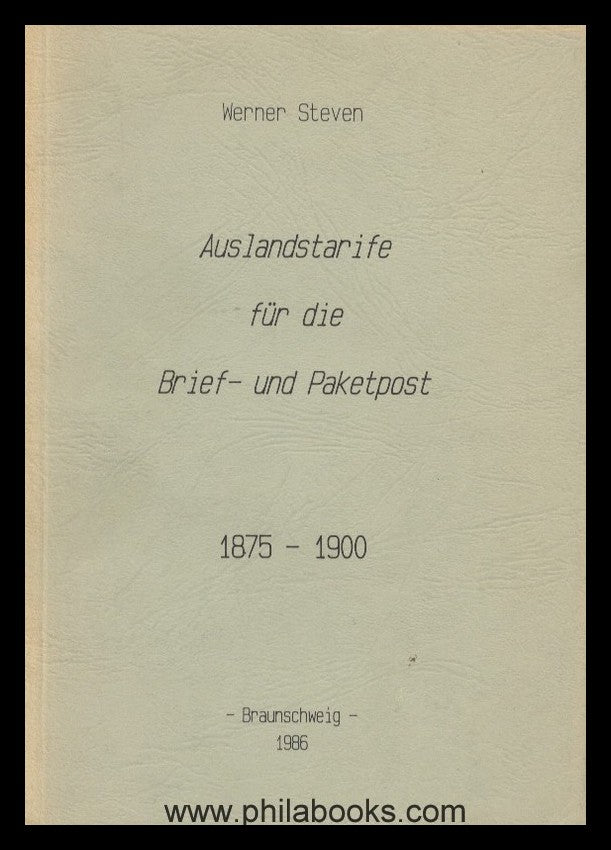 Werner Steven
Auslandstarife
für die
Brief- und Paketpost
1875 - 1900
- Braunschweig -
1986
www.philabooks.com